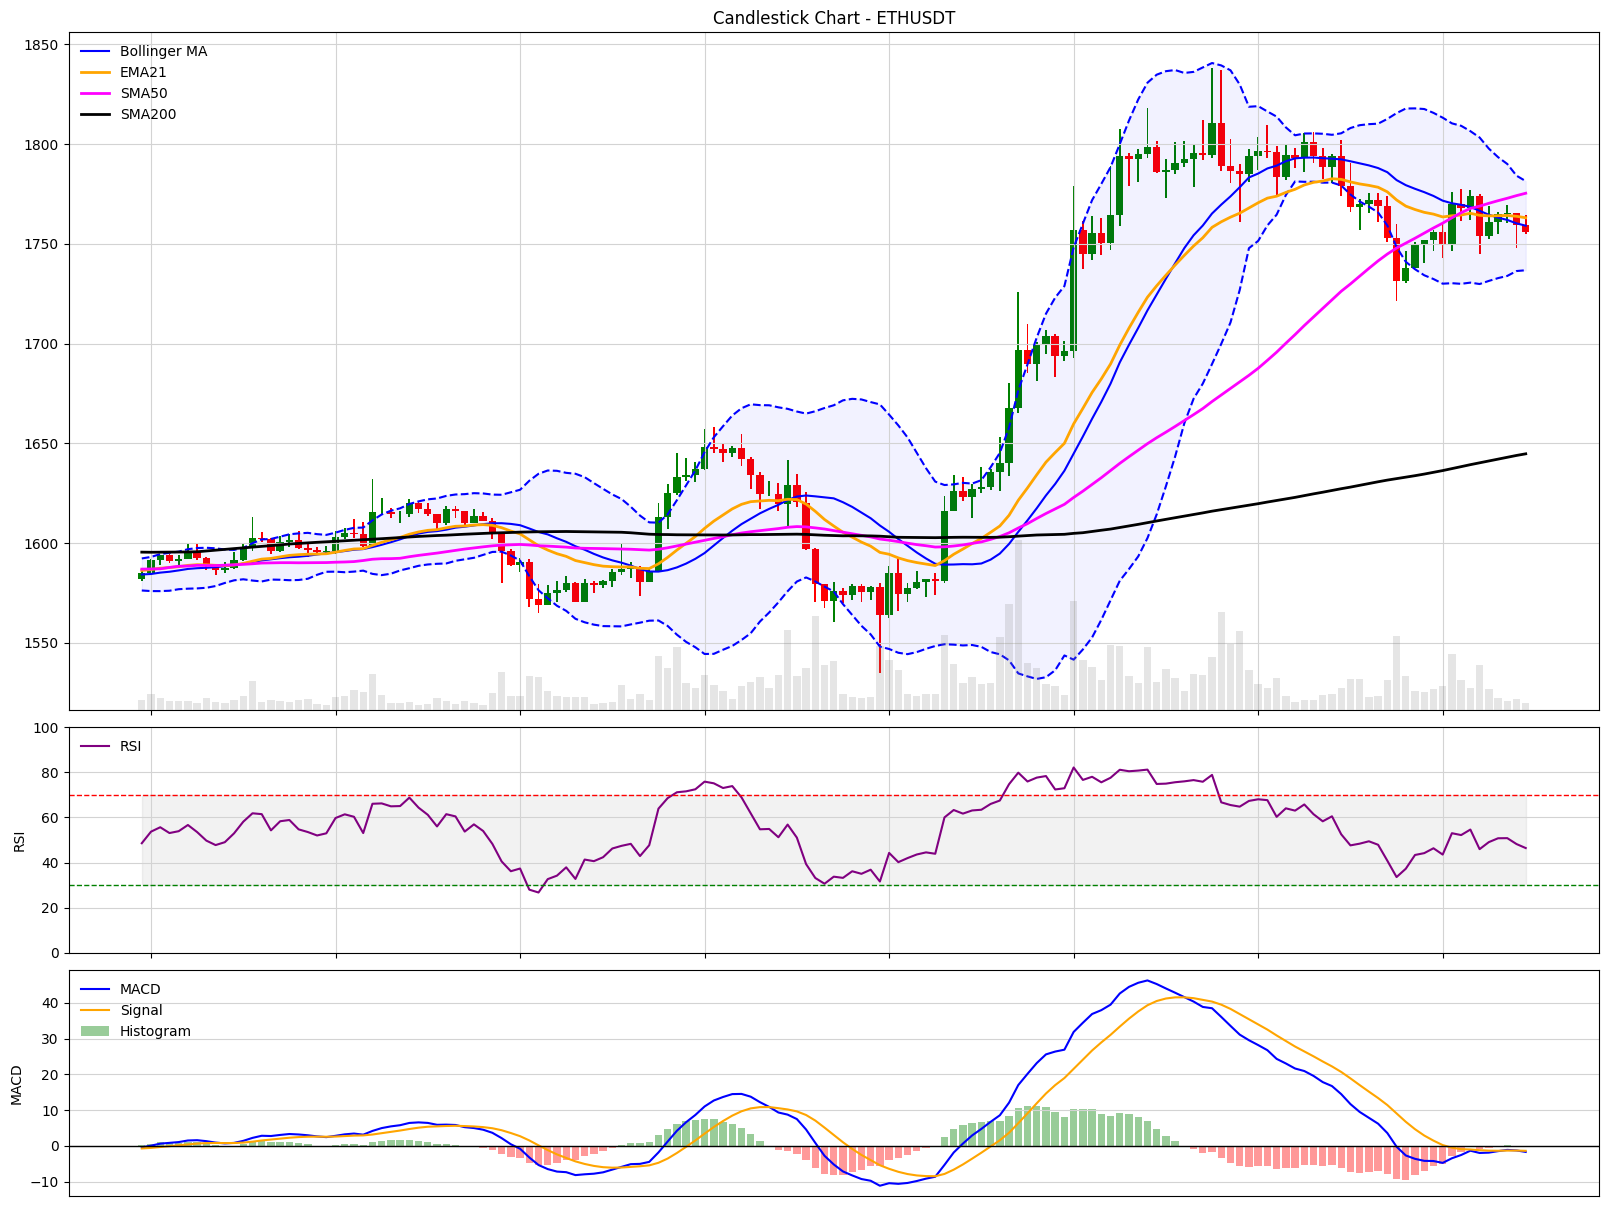 Candlestick Chart - ETHUSDT
1850
1800
1750
1700
1650
1600
1550
Bollinger MA
EMA21
SMA50
SMA200
100
80
60
40
20
0
RSI
RSI
40
30
20
10
0
−10
MACD
MACD
Signal
Histogram